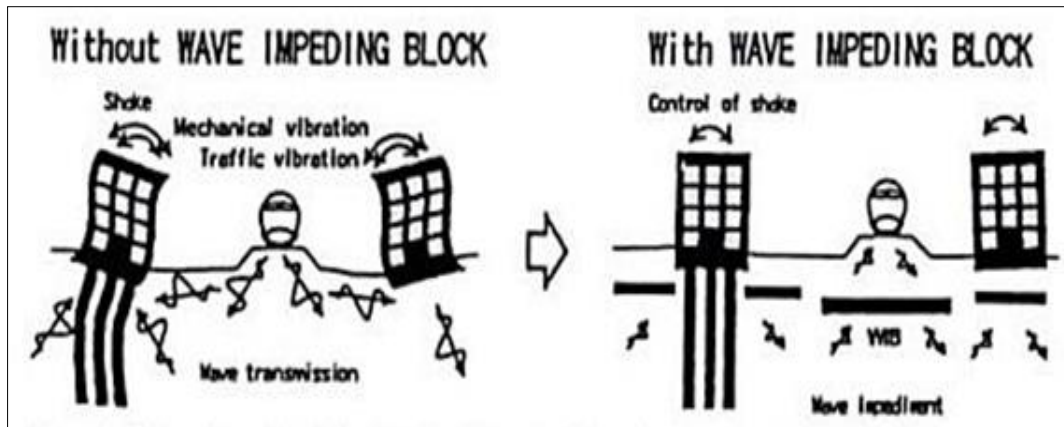 Without WAVE IMPEDING BLOCK
Shake
Mechanical vibration
Traffic vibration
Wave transmission
With WAVE IMPEDING BLOCK
Control of shake
WIB
Wave impediment